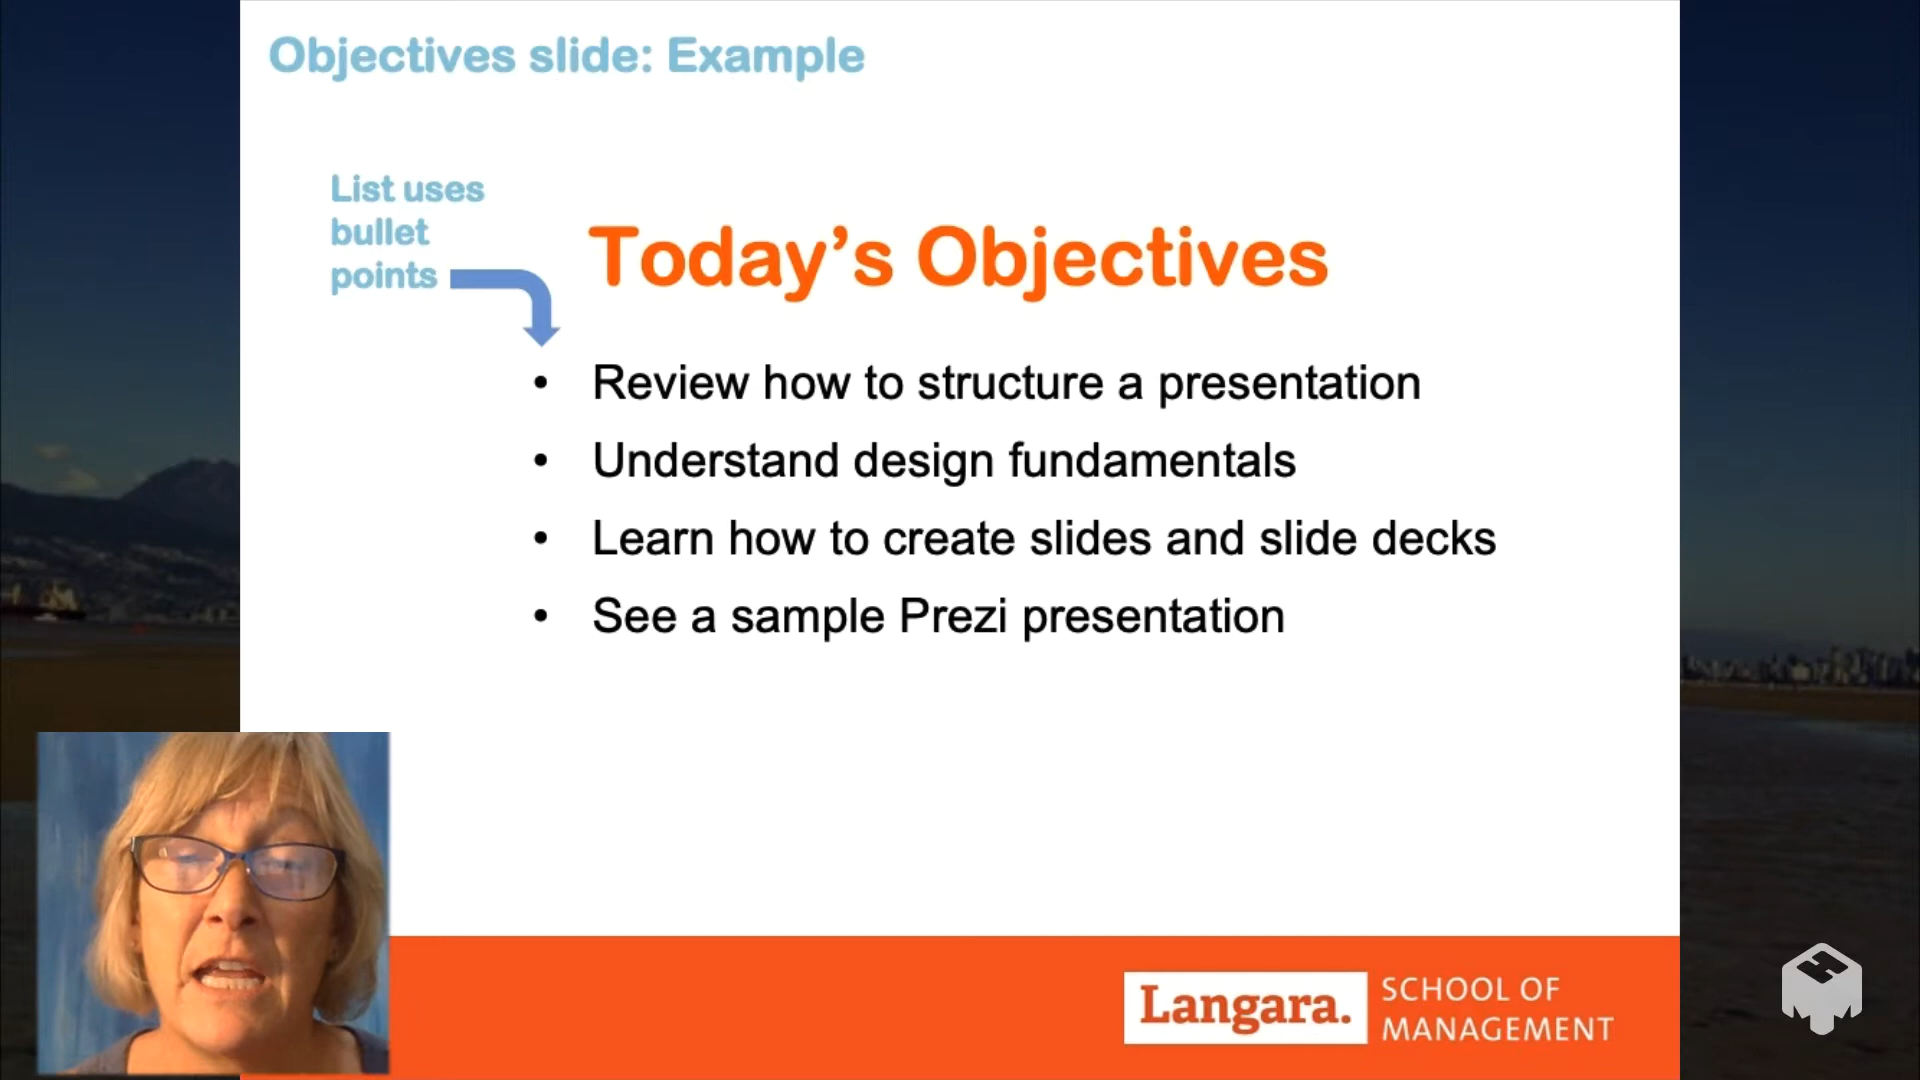 Objectives slide: Example
List uses
bullet
points
Today’s Objectives
• Review how to structure a presentation
• Understand design fundamentals
• Learn how to create slides and slide decks
• See a sample Prezi presentation
Langara.
SCHOOL OF
MANAGEMENT